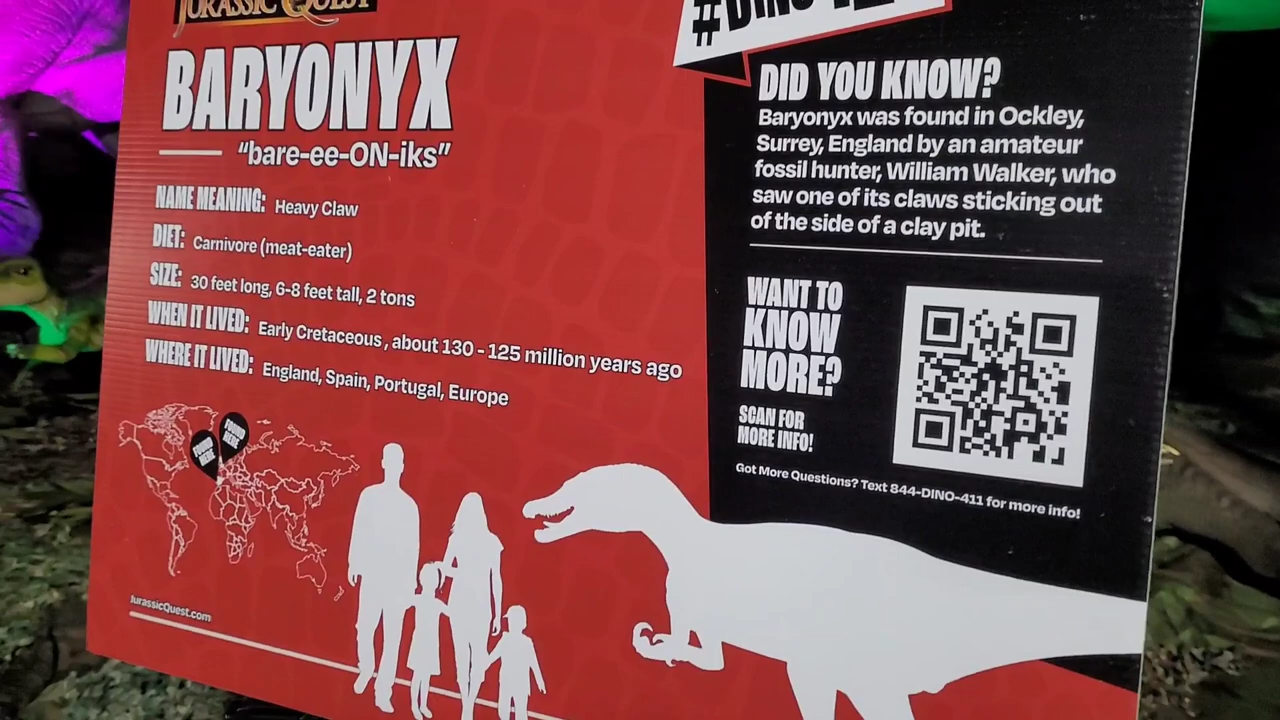 JURASSIC QUEST
BARYONYX
"bare-ee-ON-iks"
NAME MEANING: Heavy Claw
DIET: Carnivore (meat-eater)
SIZE: 30 feet long, 6-8 feet tall, 2 tons
WHEN IT LIVED: Early Cretaceous, about 130 - 125 million years ago
WHERE IT LIVED: England, Spain, Portugal, Europe
FOUND HERE
FOUND HERE
JurassicQuest.com
DID YOU KNOW?
Baryonyx was found in Ockley,
Surrey, England by an amateur
fossil hunter, William Walker, who
saw one of its claws sticking out
of the side of a clay pit.
WANT TO
KNOW
MORE?
SCAN FOR
MORE INFO!
Got More Questions? Text 844-DINO-411 for more info!